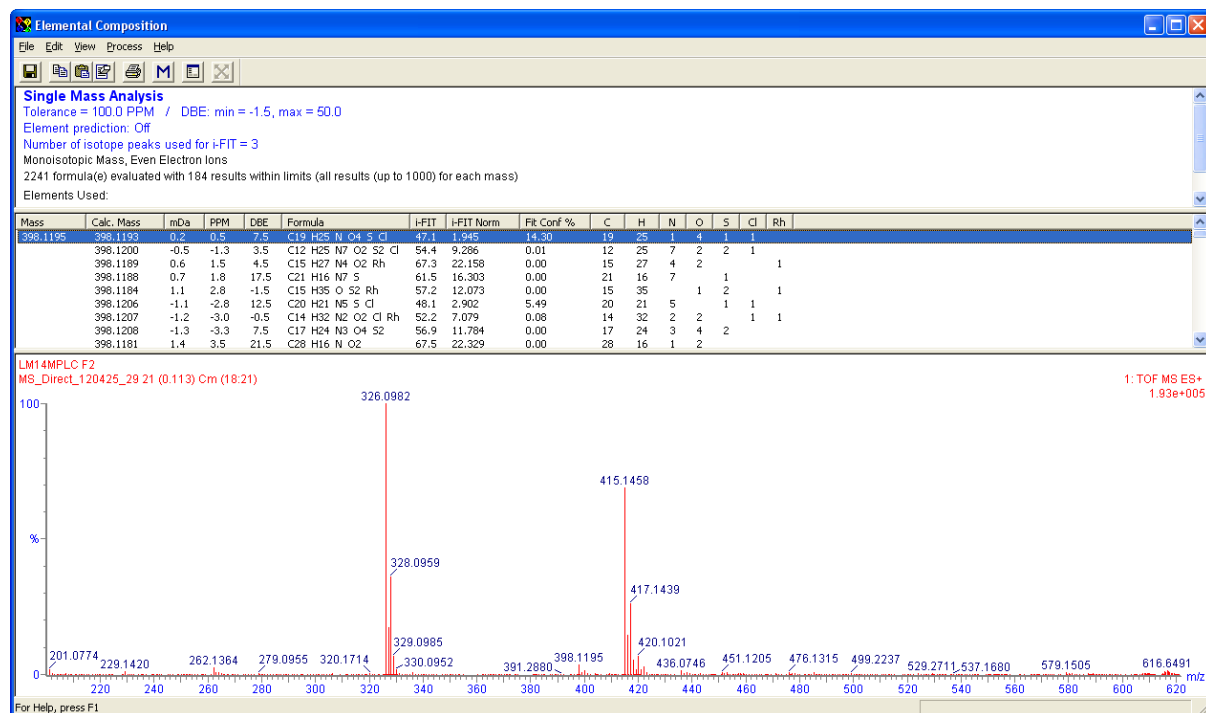 Elemental Composition
File Edit View Process Help
M
Single Mass Analysis
Tolerance = 100.0 PPM / DBE: min = -1.5, max = 50.0
Element prediction: Off
Number of isotope peaks used for i-FIT = 3
Monoisotopic Mass, Even Electron Ions
2241 formula(e) evaluated with 184 results within limits (all results (up to 1000) for each mass)
Elements Used:
Mass Calc. Mass mDa PPM DBE Formula i-FIT i-FIT Norm Fit Conf % C H N O S Cl Rh
398.1195 398.1193 0.2 0.5 7.5 C19 H25 N O4 S Cl 47.1 1.945 14.30 19 25 1 4 1 1
398.1200 -0.5 -1.3 3.5 C12 H25 N7 O2 S2 Cl 54.4 9.286 0.01 12 25 7 2 2 1
398.1189 0.6 1.5 4.5 C15 H27 N4 O2 Rh 67.3 22.158 0.00 15 27 4 2 1
398.1188 0.7 1.8 17.5 C21 H16 N7 S 61.5 16.303 0.00 21 16 7 1
398.1184 1.1 2.8 -1.5 C15 H35 O S2 Rh 57.2 12.073 0.00 15 35 1 2 1
398.1206 -1.1 -2.8 12.5 C20 H21 N5 S Cl 48.1 2.902 5.49 20 21 5 1 1
398.1207 -1.2 -3.0 -0.5 C14 H32 N2 O2 Cl Rh 52.2 7.079 0.08 14 32 2 2 1 1
398.1207 -1.3 -3.3 7.5 C17 H24 N3 O4 S2 56.9 11.784 0.00 17 24 3 4 2
398.1181 1.4 3.5 21.5 C28 H16 N O2 67.5 22.329 0.00 28 16 1 2
LM14MPLC F2
MS_Direct_120425_29 21 (0.113) Cm (18:21)
1: TOF MS ES+
1.93e+005
100
%
0
326.0982
415.1458
328.0959
417.1439
329.0985
420.1021
201.0774
229.1420
262.1364
279.0955
320.1714
330.0952
391.2880
398.1195
436.0746
451.1205
476.1315
499.2237
529.2711
537.1680
579.1505
616.6491
220 240 260 280 300 320 340 360 380 400 420 440 460 480 500 520 540 560 580 600 620 m/z
For Help, press F1